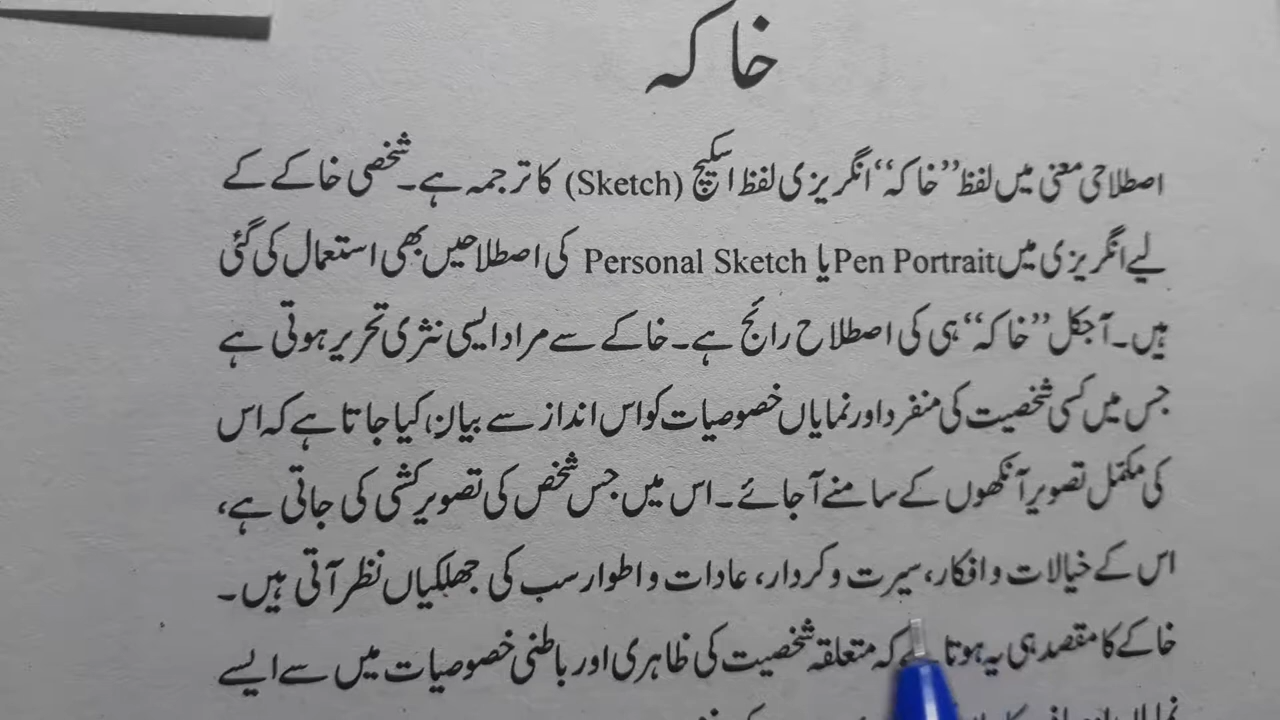 خاکہ
اصطلاحی معنی میں لفظ ”خاکہ“ انگریزی لفظ اسکیچ (Sketch) کا ترجمہ ہے۔ شخصی خاکے کے
لیے انگریزی میں Pen Portrait یا Personal Sketch کی اصطلاحیں بھی استعمال کی گئی
ہیں۔ آجکل ”خاکہ“ ہی کی اصطلاح رائج ہے۔ خاکے سے مراد ایسی نثری تحریر ہوتی ہے
جس میں کسی شخصیت کی منفرد اور نمایاں خصوصیات کو اس انداز سے بیان کیا جاتا ہے کہ اس
کی مکمل تصویر آنکھوں کے سامنے آ جائے۔ اس میں جس شخص کی تصویر کشی کی جاتی ہے،
اس کے خیالات و افکار، سیرت و کردار، عادات و اطوار سب کی جھلکیاں نظر آتی ہیں۔
خاکے کا مقصد ہی یہ ہوتا ہے کہ متعلقہ شخصیت کی ظاہری اور باطنی خصوصیات میں سے ایسے